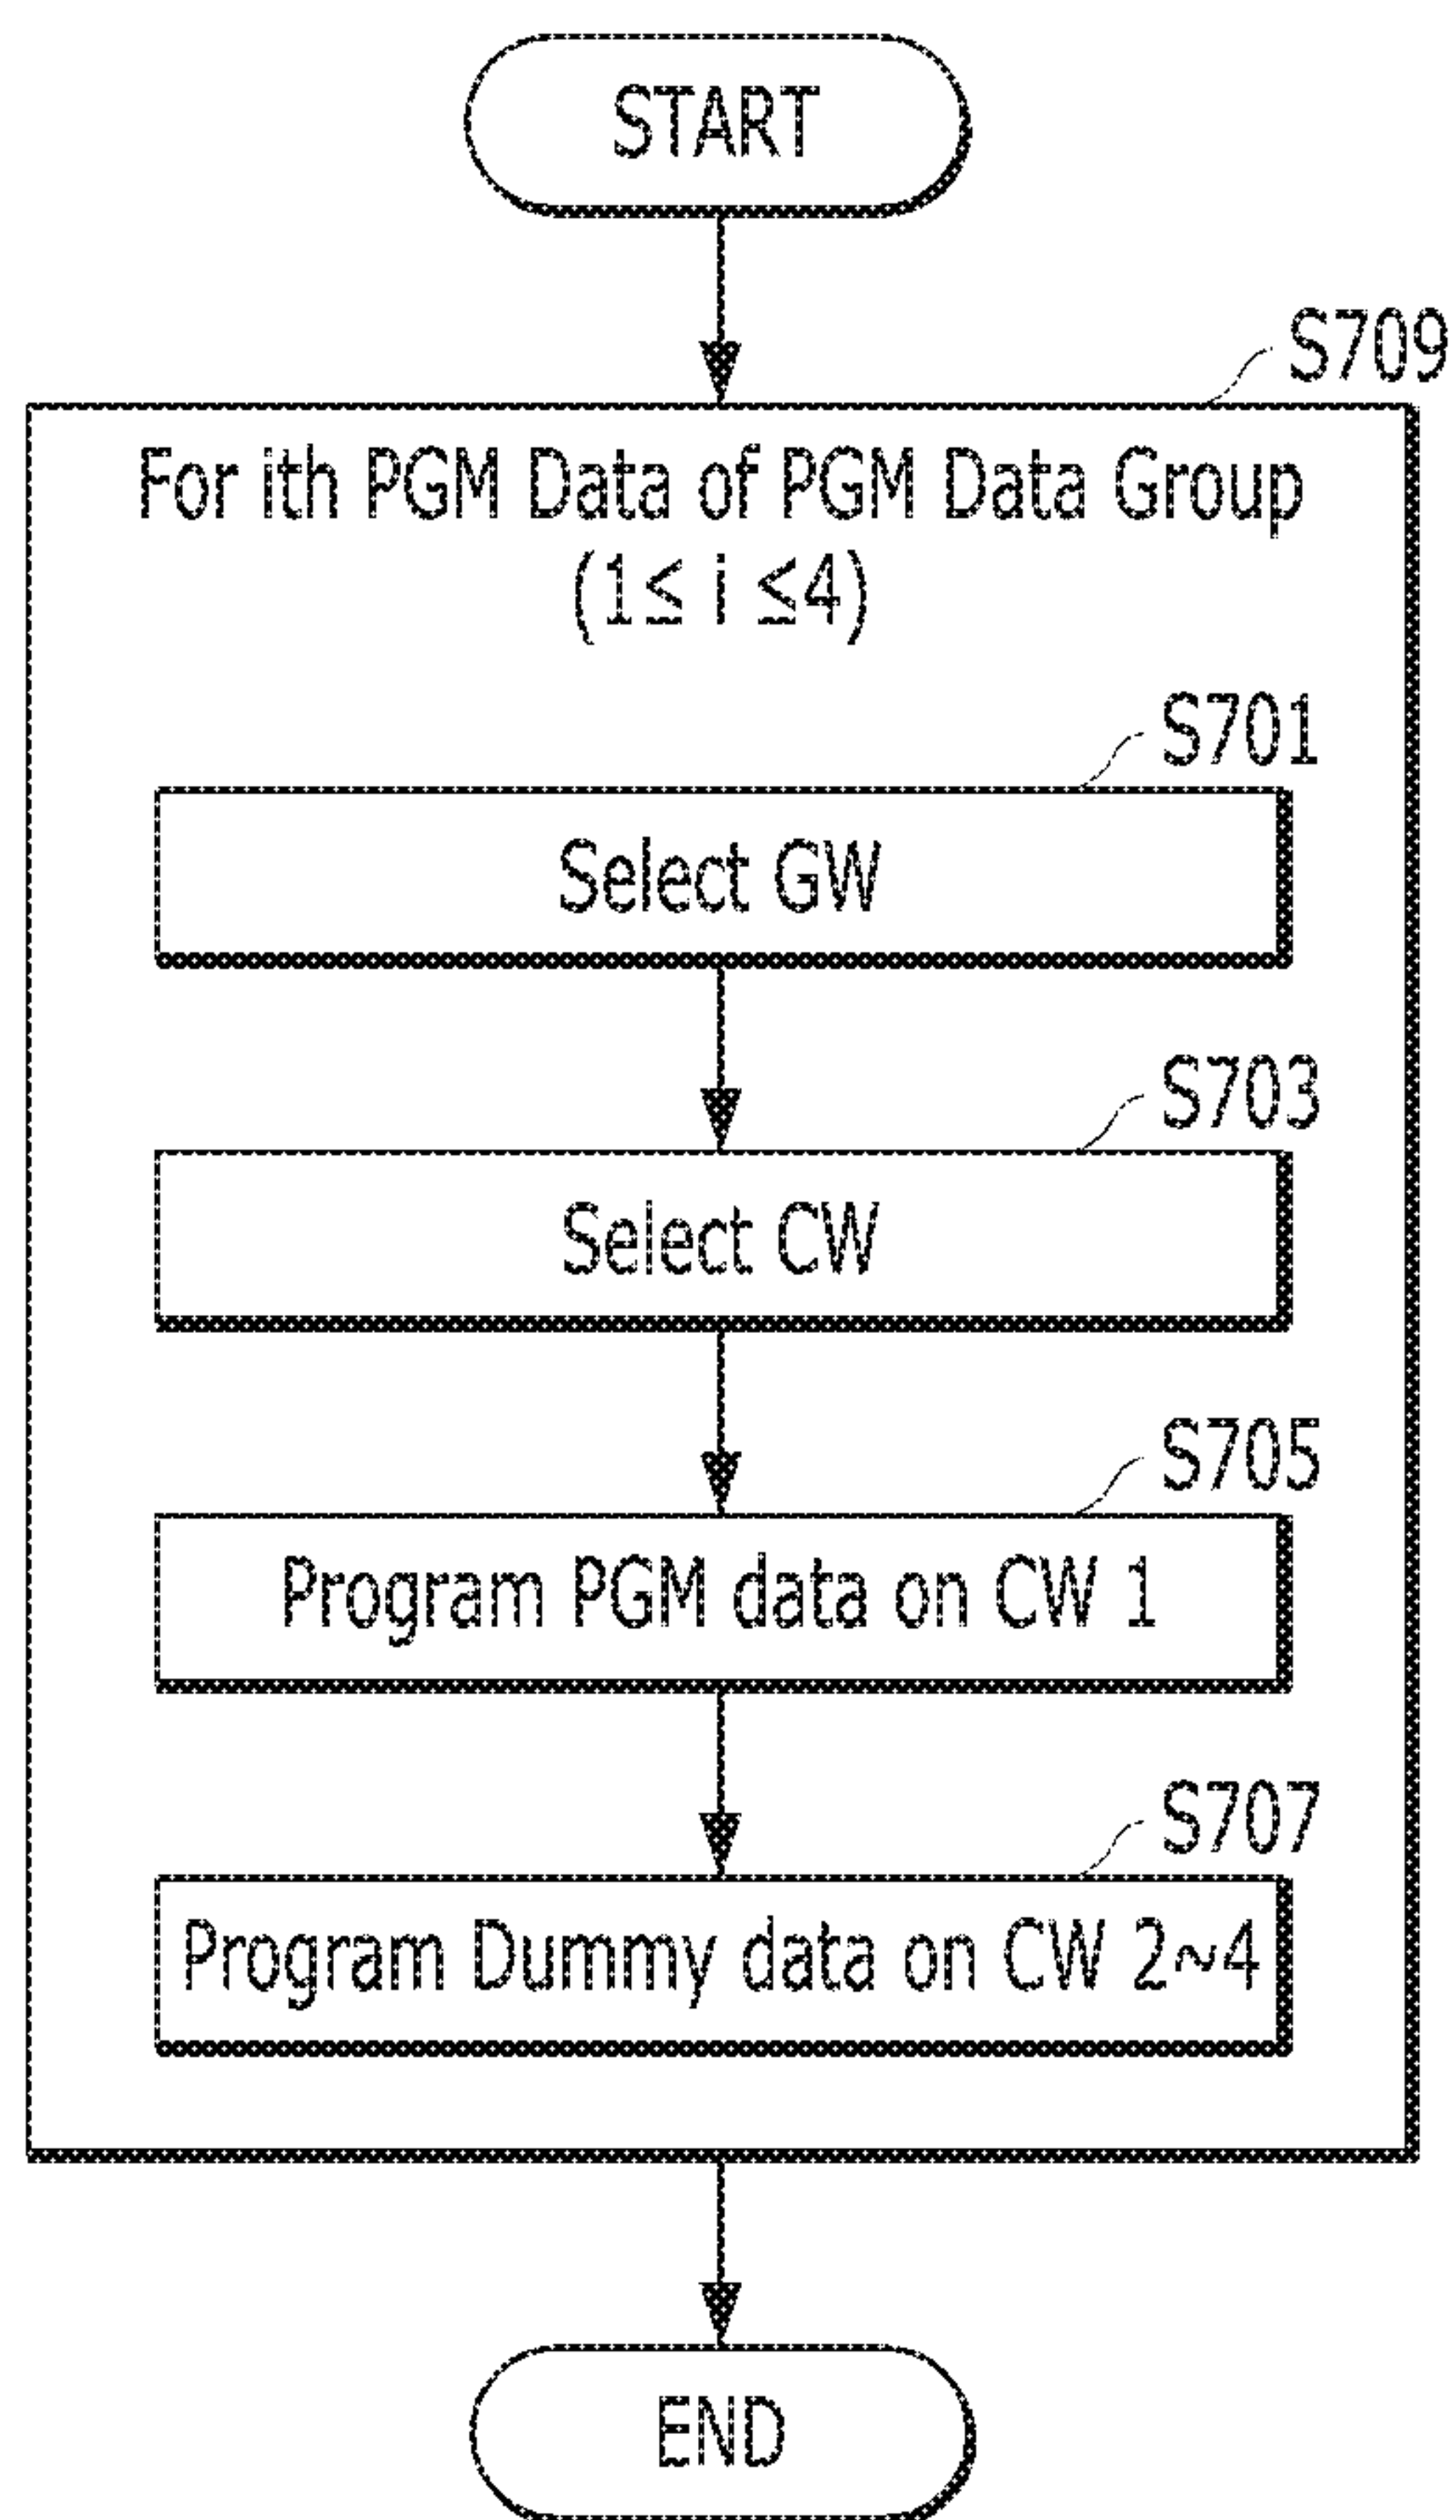 START
S709
For ith PGM Data of PGM Data Group
(1≤ i ≤4)
S701
Select GW
S703
Select CW
S705
Program PGM data on CW 1
S707
Program Dummy data on CW 2~4
END